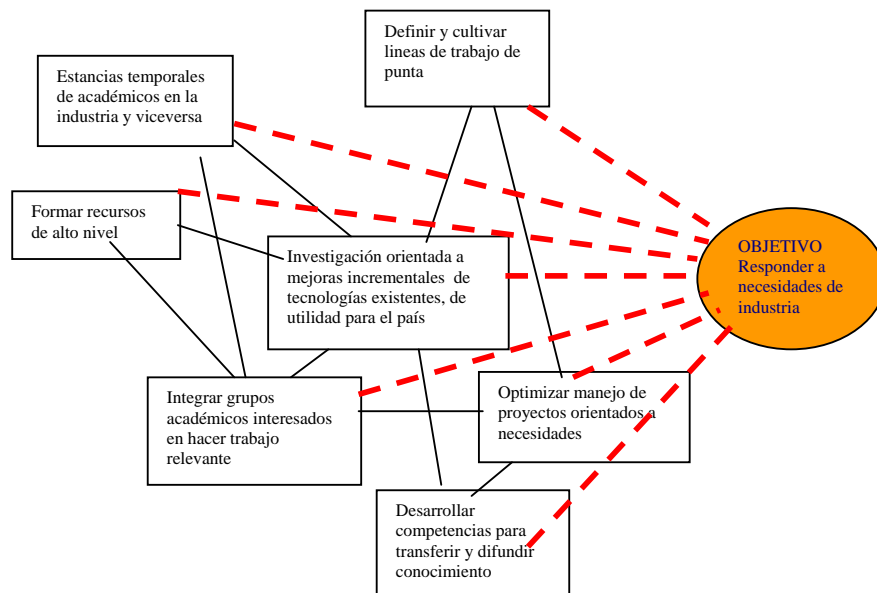 Definir y cultivar
lineas de trabajo de
punta
Estancias temporales
de académicos en la
industria y viceversa
Formar recursos
de alto nivel
Investigación orientada a
mejoras incrementales de
tecnologías existentes, de
utilidad para el país
OBJETIVO
Responder a
necesidades de
industria
Integrar grupos
académicos interesados
en hacer trabajo
relevante
Optimizar manejo de
proyectos orientados a
necesidades
Desarrollar
competencias para
transferir y difundir
conocimiento